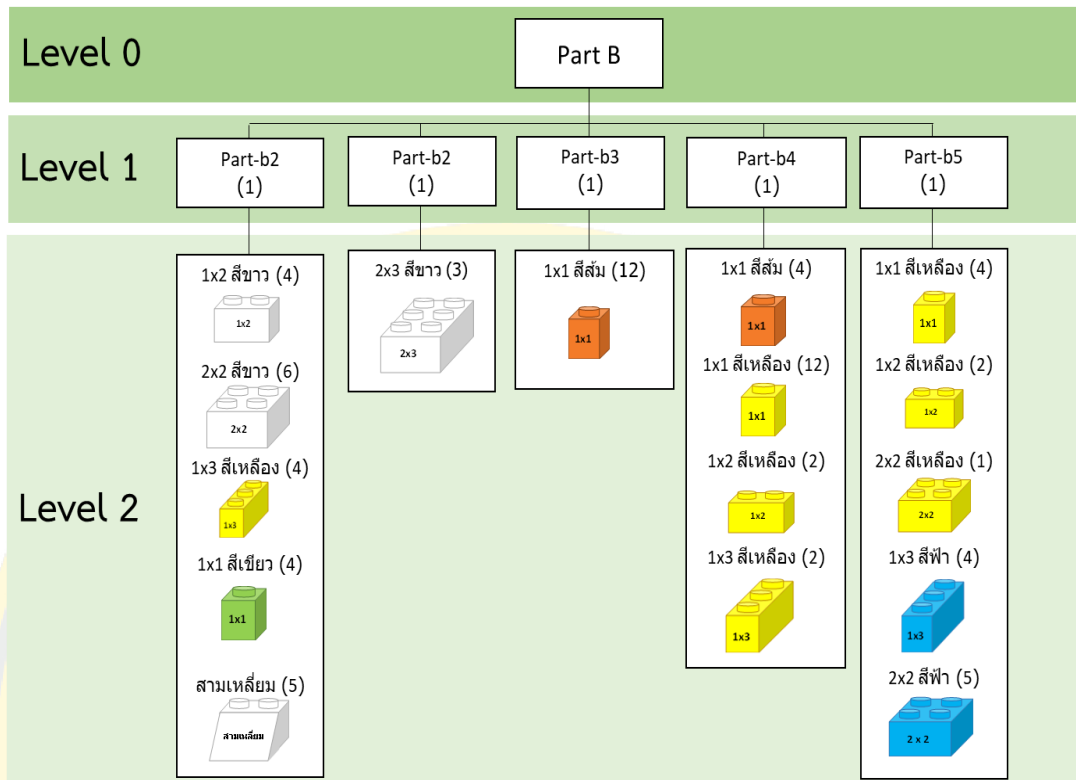 Level 0
Part B
Level 1
Part-b2
(1)
Part-b2
(1)
Part-b3
(1)
Part-b4
(1)
Part-b5
(1)
Level 2
1x2 สีขาว (4)
1x2
2x2 สีขาว (6)
2x2
1x3 สีเหลือง (4)
1x3
1x1 สีเขียว (4)
1x1
สามเหลี่ยม (5)
สามเหลี่ยม
2x3 สีขาว (3)
2x3
1x1 สีส้ม (12)
1x1
1x1 สีส้ม (4)
1x1
1x1 สีเหลือง (12)
1x1
1x2 สีเหลือง (2)
1x2
1x3 สีเหลือง (2)
1x3
1x1 สีเหลือง (4)
1x1
1x2 สีเหลือง (2)
1x2
2x2 สีเหลือง (1)
2x2
1x3 สีฟ้า (4)
1x3
2x2 สีฟ้า (5)
2 x 2